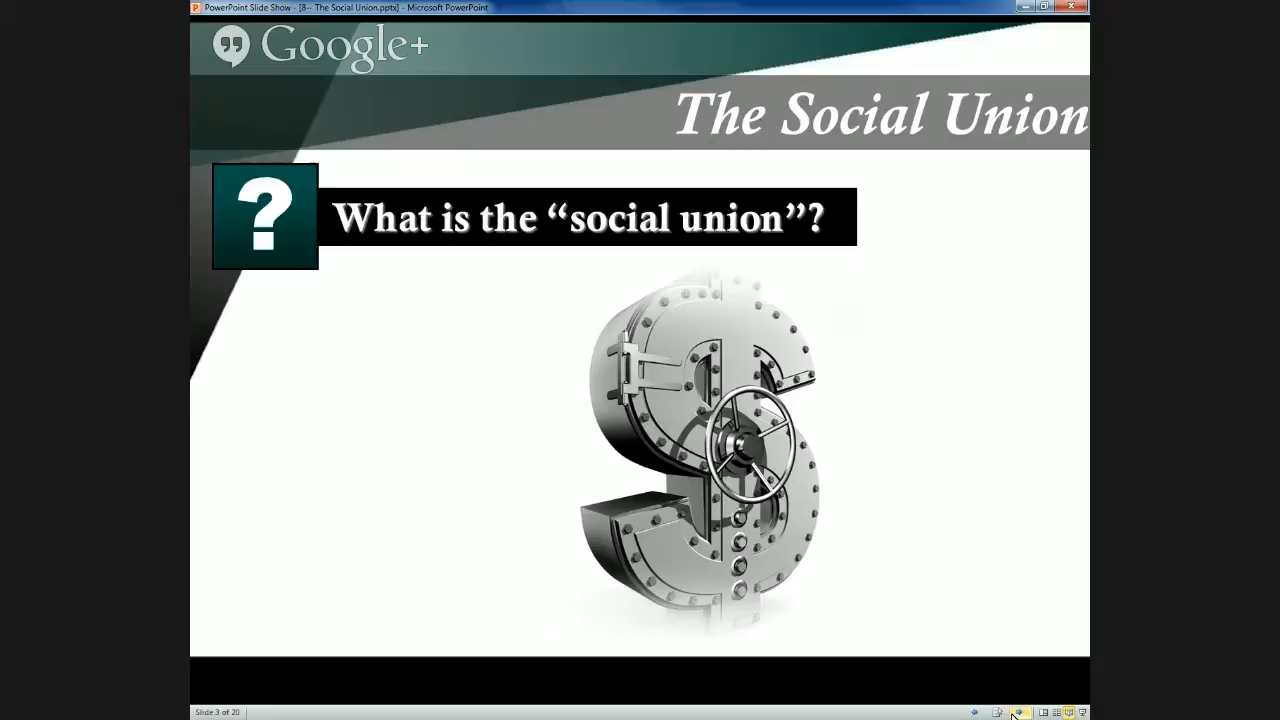 PowerPoint Slide Show - [8-- The Social Union.pptx] - Microsoft PowerPoint
Google+
The Social Union
?
What is the “social union”?
Slide 3 of 20